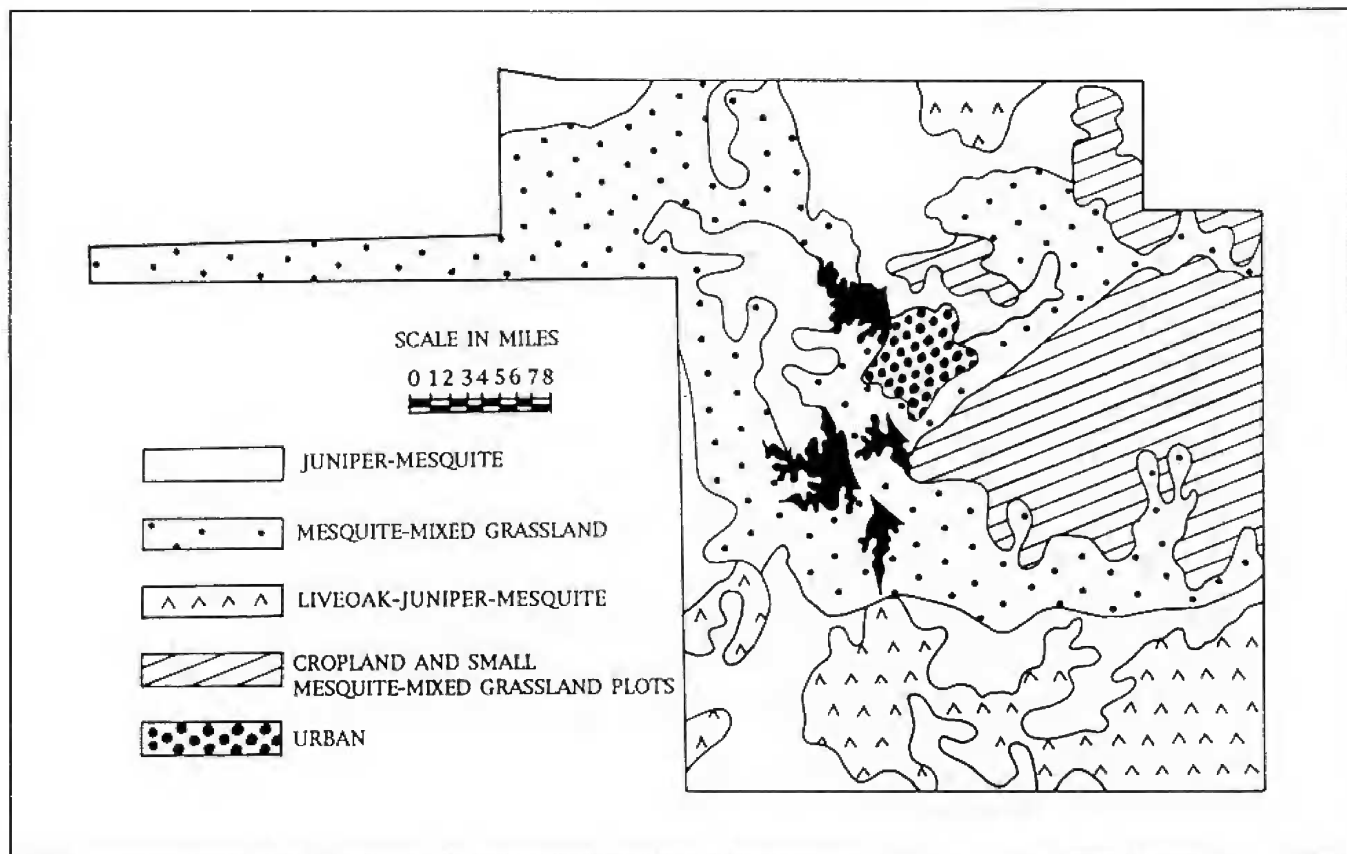 SCALE IN MILES
0 1 2 3 4 5 6 7 8
JUNIPER-MESQUITE
MESQUITE-MIXED GRASSLAND
LIVEOAK-JUNIPER-MESQUITE
CROPLAND AND SMALL
MESQUITE-MIXED GRASSLAND PLOTS
URBAN